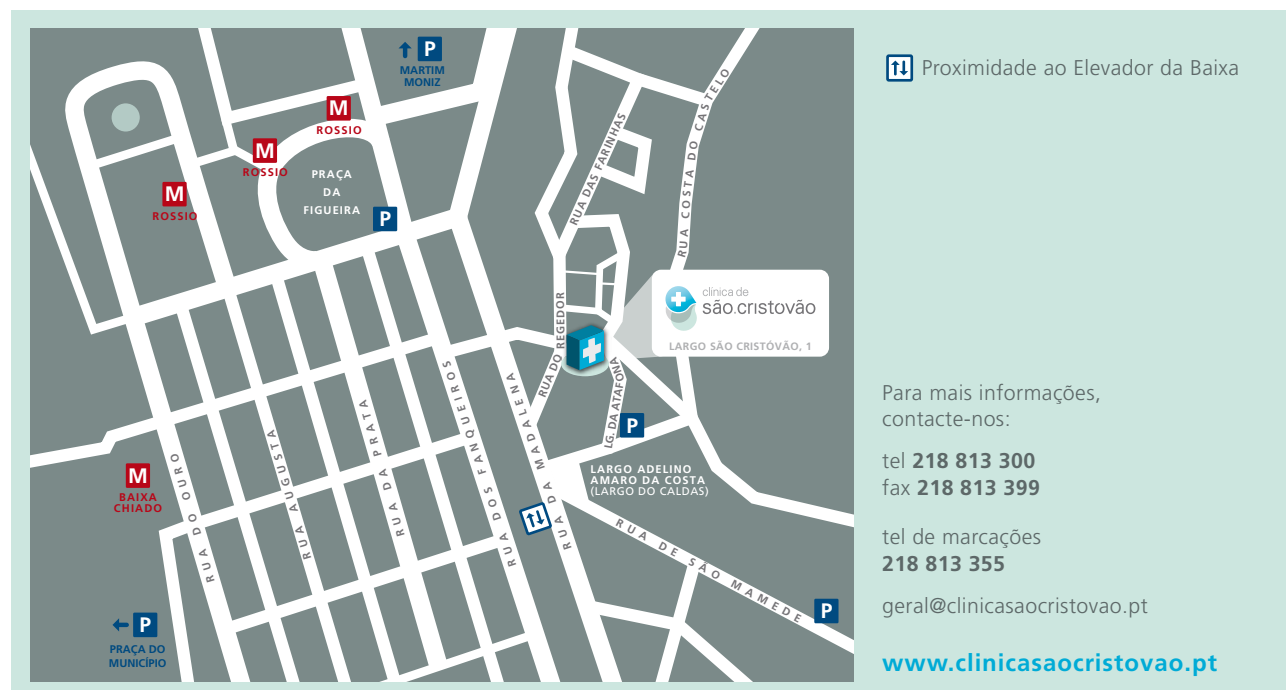 P
MARTIM
MONIZ
M
ROSSIO
M
ROSSIO
M
ROSSIO
PRAÇA
DA
FIGUEIRA
P
RUA DAS FARINHAS
RUA COSTA DO CASTELO
clínica de
são.cristovão
LARGO SÃO CRISTÓVÃO, 1
RUA DO REGEDOR
LG. DA ATAFONA
P
LARGO ADELINO
AMARO DA COSTA
(LARGO DO CALDAS)
M
BAIXA
CHIADO
RUA DO OURO
RUA AUGUSTA
RUA DA PRATA
RUA DOS FANQUEIROS
RUA DA MADALENA
RUA DE SÃO MAMEDE
P
P
PRAÇA DO
MUNICÍPIO
Proximidade ao Elevador da Baixa
Para mais informações,
contacte-nos:
tel 218 813 300
fax 218 813 399
tel de marcações
218 813 355
geral@clinicasaocristovao.pt
www.clinicasaocristovao.pt